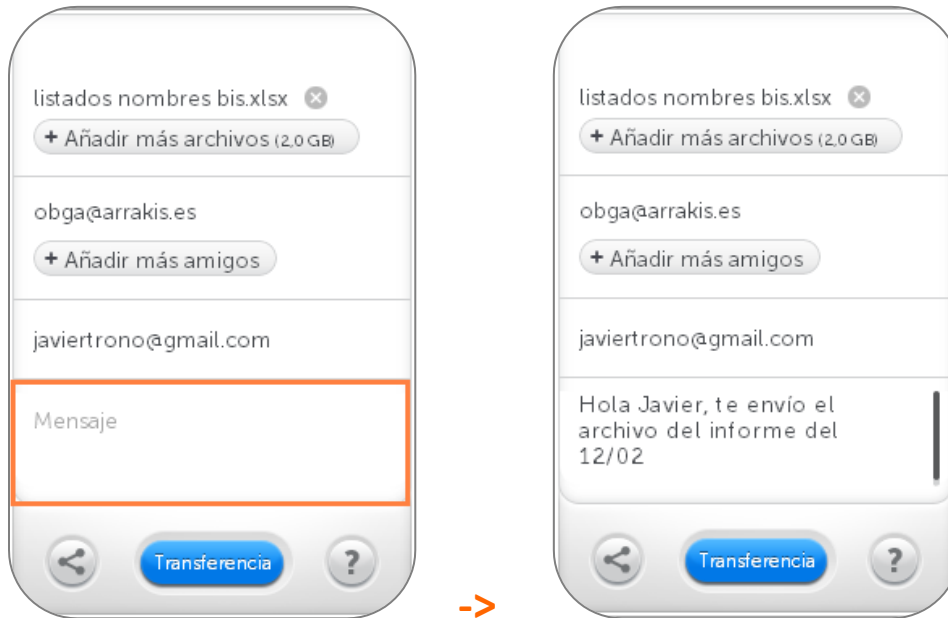 listados nombres bis.xlsx
+ Añadir más archivos (2,0 GB)
obga@arrakis.es
+ Añadir más amigos
javiertrono@gmail.com
Mensaje
Transferencia
?
->
listados nombres bis.xlsx
+ Añadir más archivos (2,0 GB)
obga@arrakis.es
+ Añadir más amigos
javiertrono@gmail.com
Hola Javier, te envío el
archivo del informe del
12/02
Transferencia
?